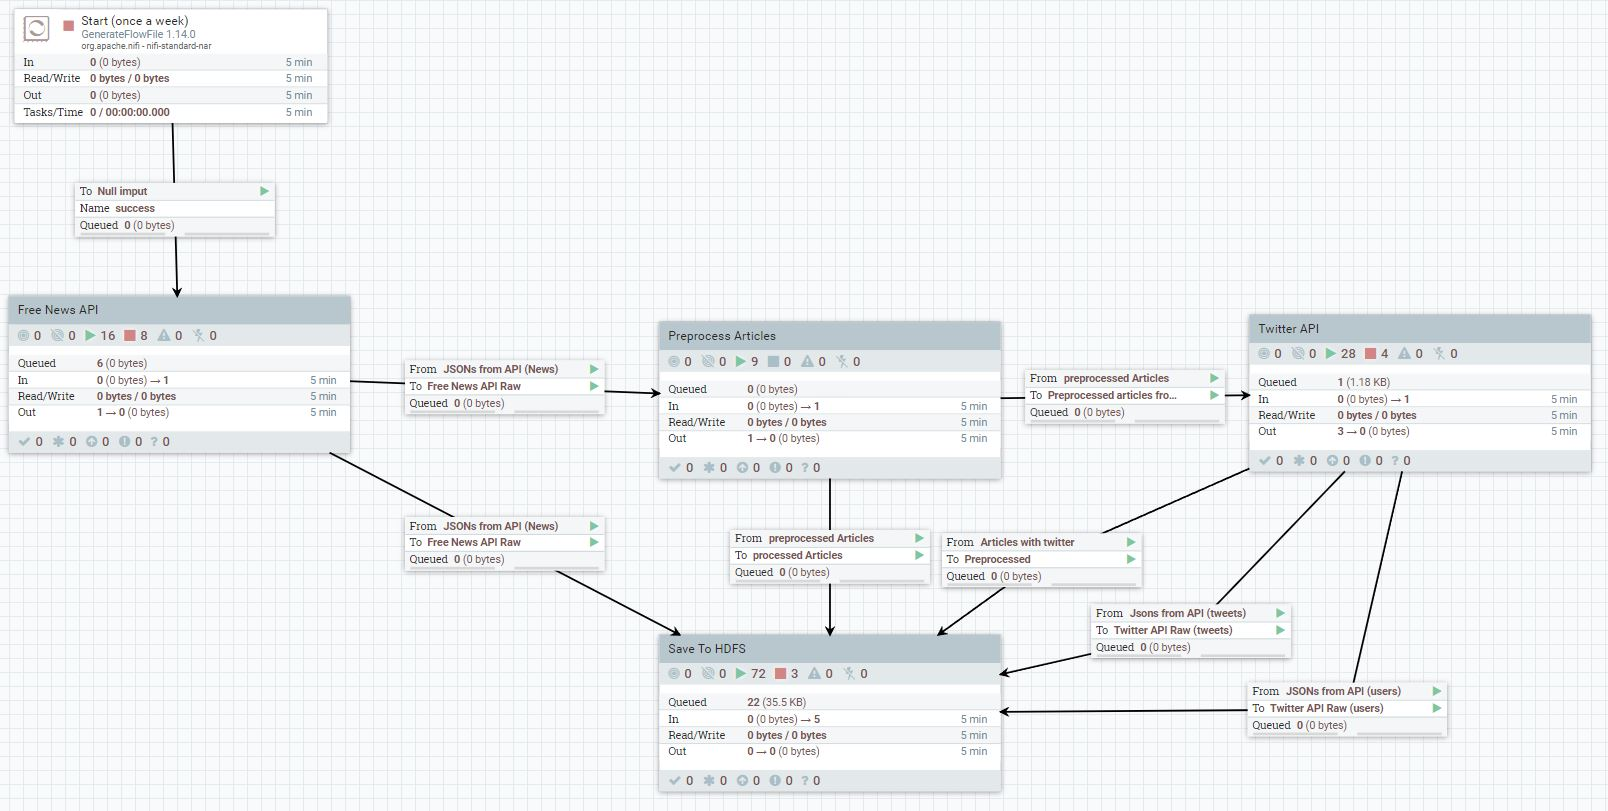 Start (once a week)
GenerateFlowFile 1.14.0
org.apache.nifi - nifi-standard-nar
In 0 (0 bytes) 5 min
Read/Write 0 bytes / 0 bytes 5 min
Out 0 (0 bytes) 5 min
Tasks/Time 0 / 00:00:00.000 5 min
To Null imput
Name success
Queued 0 (0 bytes)
Free News API
0 0 16 8 0 0
Queued 6 (0 bytes)
In 0 (0 bytes) → 1 5 min
Read/Write 0 bytes / 0 bytes 5 min
Out 1 → 0 (0 bytes) 5 min
0 0 0 0 ? 0
From JSONs from API (News)
To Free News API Raw
Queued 0 (0 bytes)
Preprocess Articles
0 0 9 0 0 0
Queued 0 (0 bytes)
In 0 (0 bytes) → 1 5 min
Read/Write 0 bytes / 0 bytes 5 min
Out 1 → 0 (0 bytes) 5 min
0 0 0 0 ? 0
From preprocessed Articles
To Preprocessed articles fro...
Queued 0 (0 bytes)
Twitter API
0 0 28 4 0 0
Queued 1 (1.18 KB)
In 0 (0 bytes) → 1 5 min
Read/Write 0 bytes / 0 bytes 5 min
Out 3 → 0 (0 bytes) 5 min
0 0 0 0 ? 0
From JSONs from API (News)
To Free News API Raw
Queued 0 (0 bytes)
From preprocessed Articles
To processed Articles
Queued 0 (0 bytes)
From Articles with twitter
To Preprocessed
Queued 0 (0 bytes)
From Jsons from API (tweets)
To Twitter API Raw (tweets)
Queued 0 (0 bytes)
From JSONs from API (users)
To Twitter API Raw (users)
Queued 0 (0 bytes)
Save To HDFS
0 0 72 3 0 0
Queued 22 (35.5 KB)
In 0 (0 bytes) → 5 5 min
Read/Write 0 bytes / 0 bytes 5 min
Out 0 → 0 (0 bytes) 5 min
0 0 0 0 ? 0